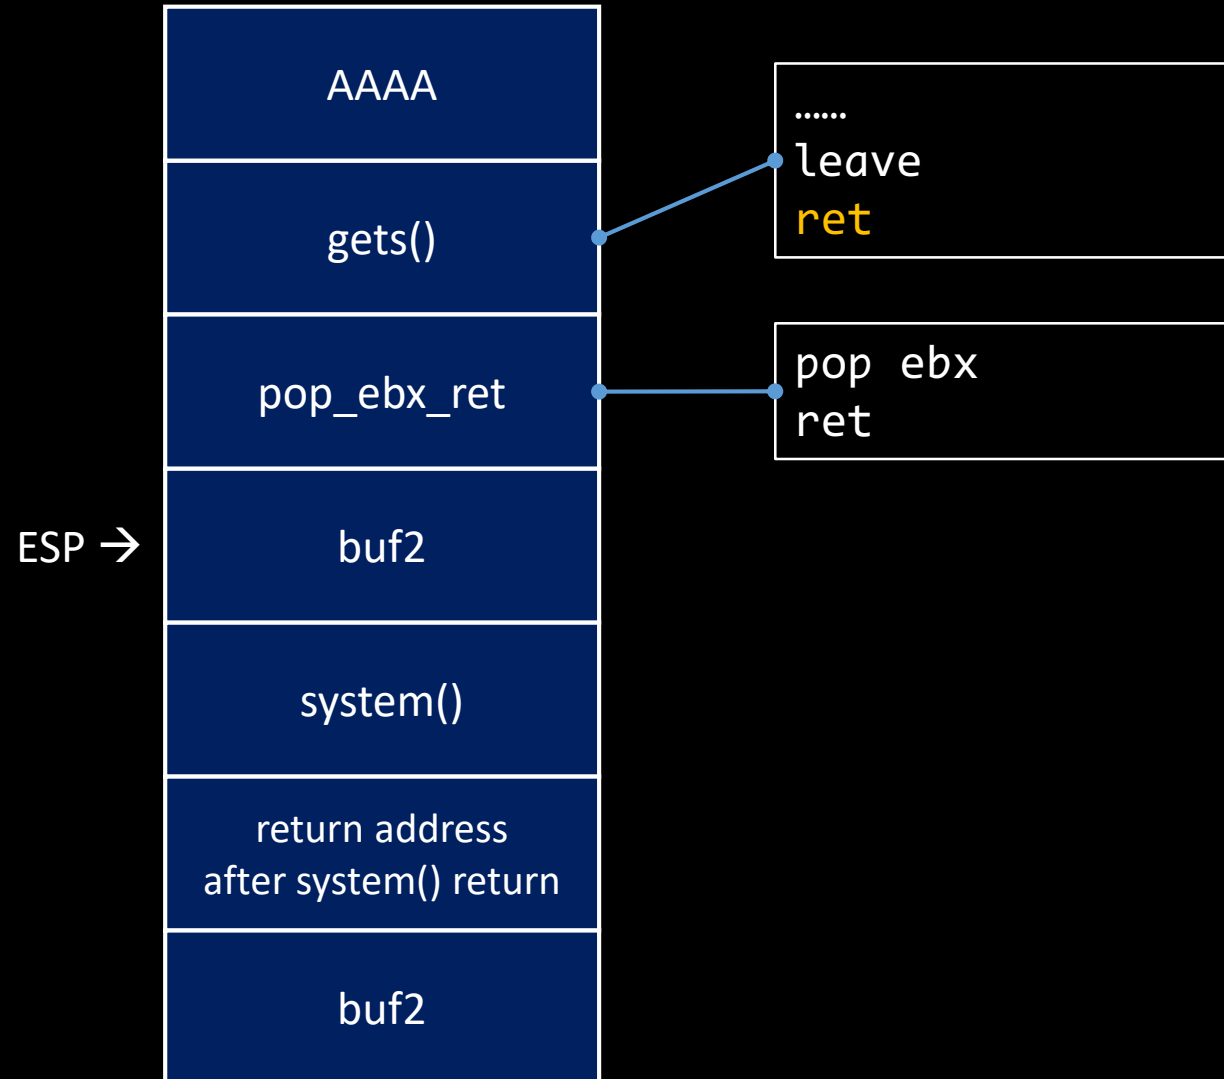 AAAA
gets()
pop_ebx_ret
ESP → buf2
system()
return address
after system() return
buf2
……
leave
ret
pop ebx
ret